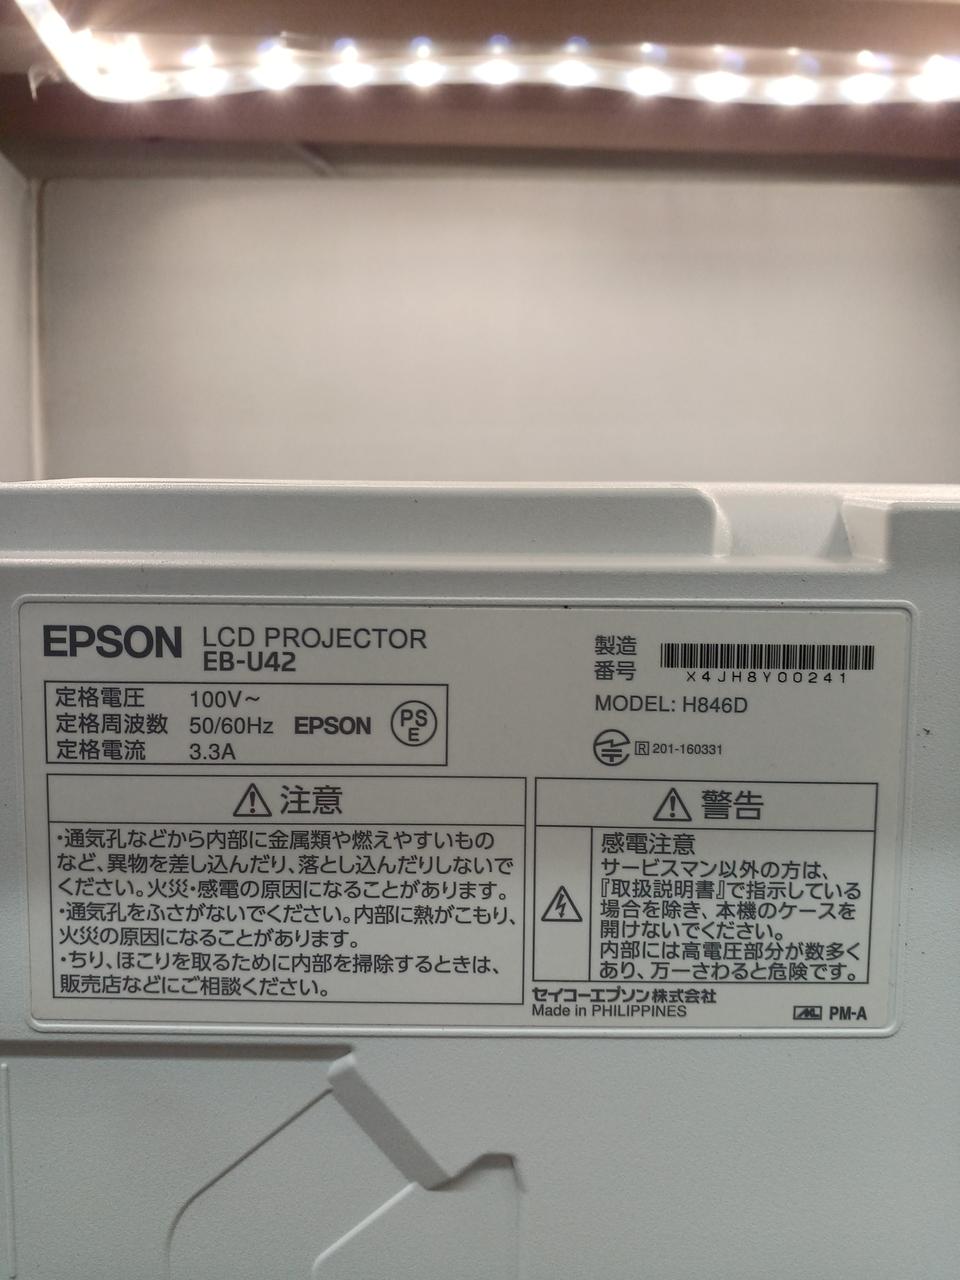 EPSON LCD PROJECTOR
EB-U42
定格電圧 100V～
定格周波数 50/60Hz
定格電流 3.3A
EPSON
PS
E
製造
番号
X4JH8Y00241
MODEL: H846D
R 201-160331
注意
・通気孔などから内部に金属類や燃えやすいもの
など、異物を差し込んだり、落とし込んだりしないで
ください。火災・感電の原因になることがあります。
・通気孔をふさがないでください。内部に熱がこもり、
火災の原因になることがあります。
・ちり、ほこりを取るために内部を掃除するときは、
販売店などにご相談ください。
警告
感電注意
サービスマン以外の方は、
『取扱説明書』で指示している
場合を除き、本機のケースを
開けないでください。
内部には高電圧部分が数多く
あり、万一さわると危険です。
セイコーエプソン株式会社
Made in PHILIPPINES
PM-A